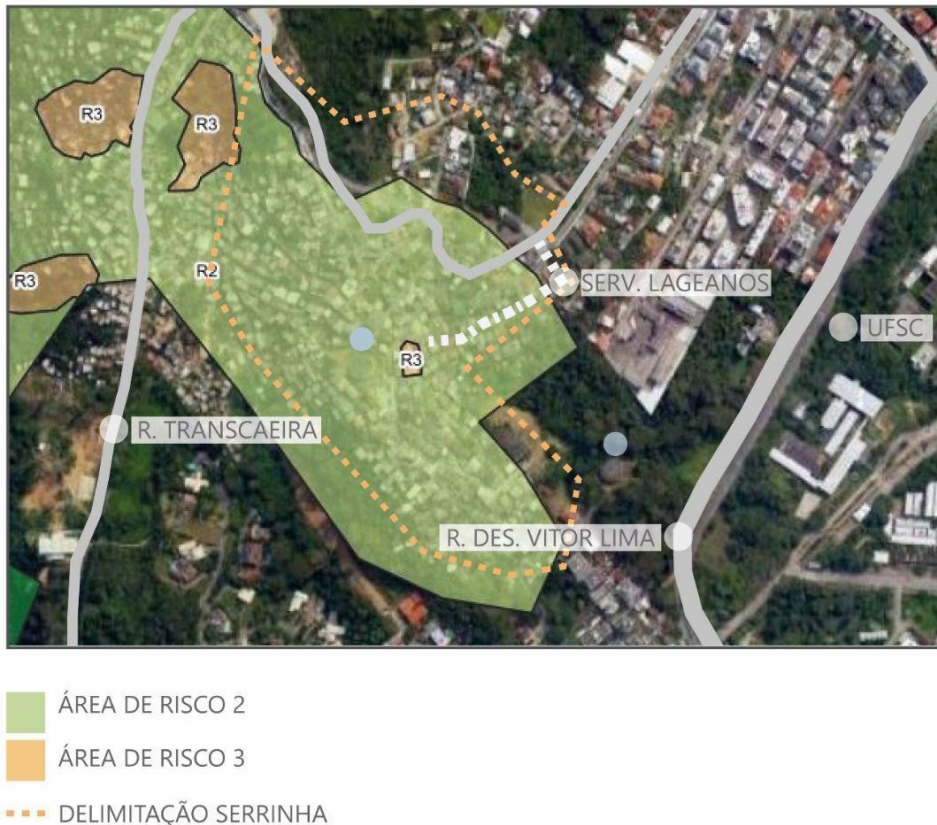 R3
R3
R2
R3
SERV. LAGEANOS
UFSC
R3
R. TRANSCAEIRA
R. DES. VITOR LIMA
ÁREA DE RISCO 2
ÁREA DE RISCO 3
DELIMITAÇÃO SERRINHA